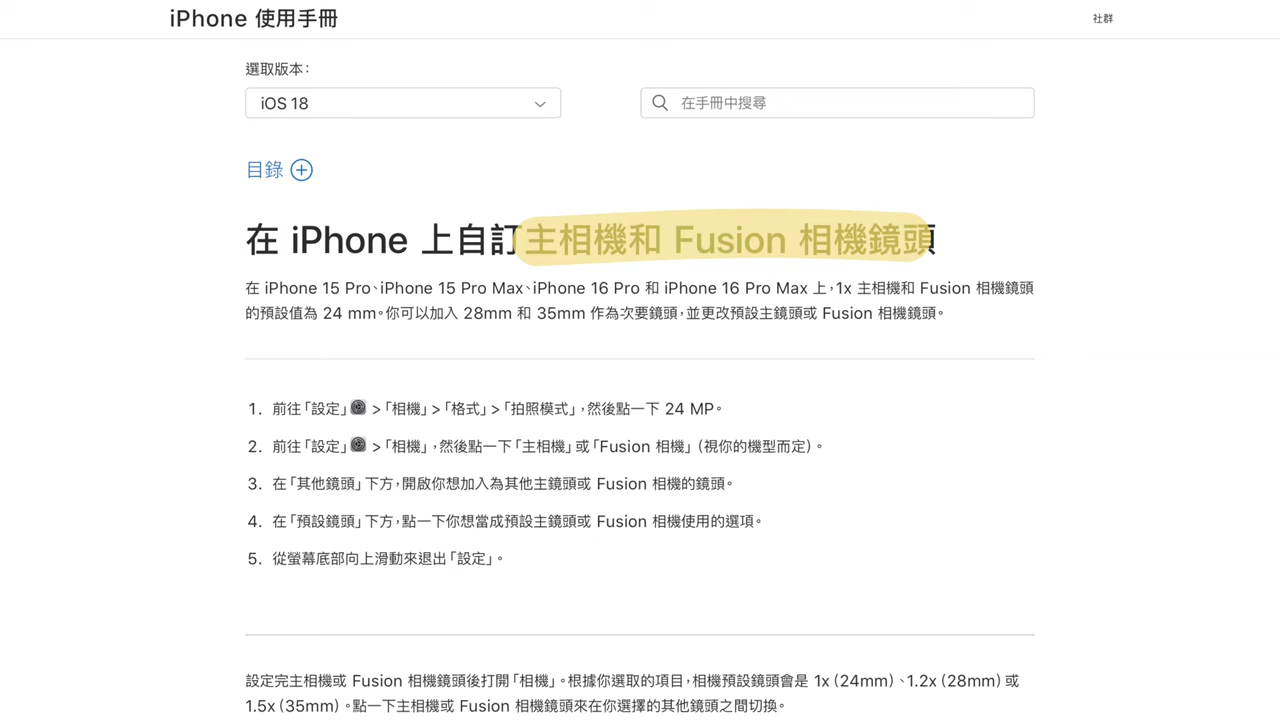 iPhone 使用手冊
社群
選取版本：
iOS 18
在手冊中搜尋
目錄
在 iPhone 上自訂主相機和 Fusion 相機鏡頭
在 iPhone 15 Pro、iPhone 15 Pro Max、iPhone 16 Pro 和 iPhone 16 Pro Max 上，1x 主相機和 Fusion 相機鏡頭
的預設值為 24 mm。你可以加入 28mm 和 35mm 作為次要鏡頭，並更改預設主鏡頭或 Fusion 相機鏡頭。
1. 前往「設定」 >「相機」>「格式」>「拍照模式」，然後點一下 24 MP。
2. 前往「設定」 >「相機」，然後點一下「主相機」或「Fusion 相機」（視你的機型而定）。
3. 在「其他鏡頭」下方，開啟你想加入為其他主鏡頭或 Fusion 相機的鏡頭。
4. 在「預設鏡頭」下方，點一下你想當成預設主鏡頭或 Fusion 相機使用的選項。
5. 從螢幕底部向上滑動來退出「設定」。
設定完主相機或 Fusion 相機鏡頭後打開「相機」。根據你選取的項目，相機預設鏡頭會是 1x（24mm）、1.2x（28mm）或
1.5x（35mm）。點一下主相機或 Fusion 相機鏡頭來在你選擇的其他鏡頭之間切換。